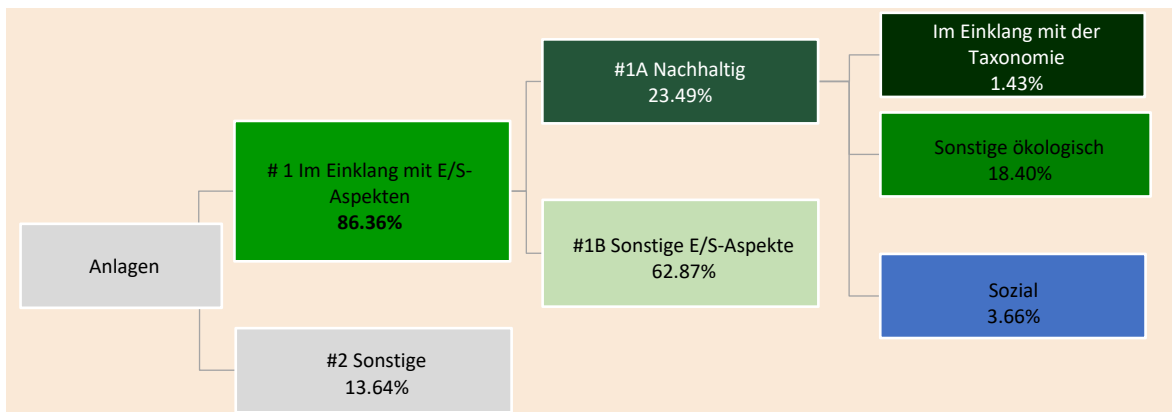 Anlagen
# 1 Im Einklang mit E/S-
Aspekten
86.36%
#2 Sonstige
13.64%
#1A Nachhaltig
23.49%
#1B Sonstige E/S-Aspekte
62.87%
Im Einklang mit der
Taxonomie
1.43%
Sonstige ökologisch
18.40%
Sozial
3.66%